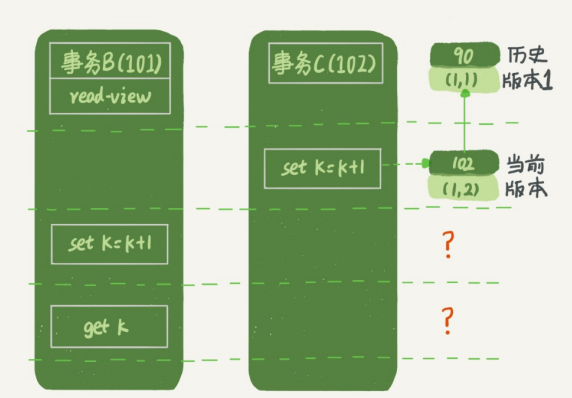 事务B(101)
read-view
事务C(102)
90
(1,1)
历史
版本1
set k=k+1
102
(1,2)
当前
版本
set k=k+1
?
get k
?